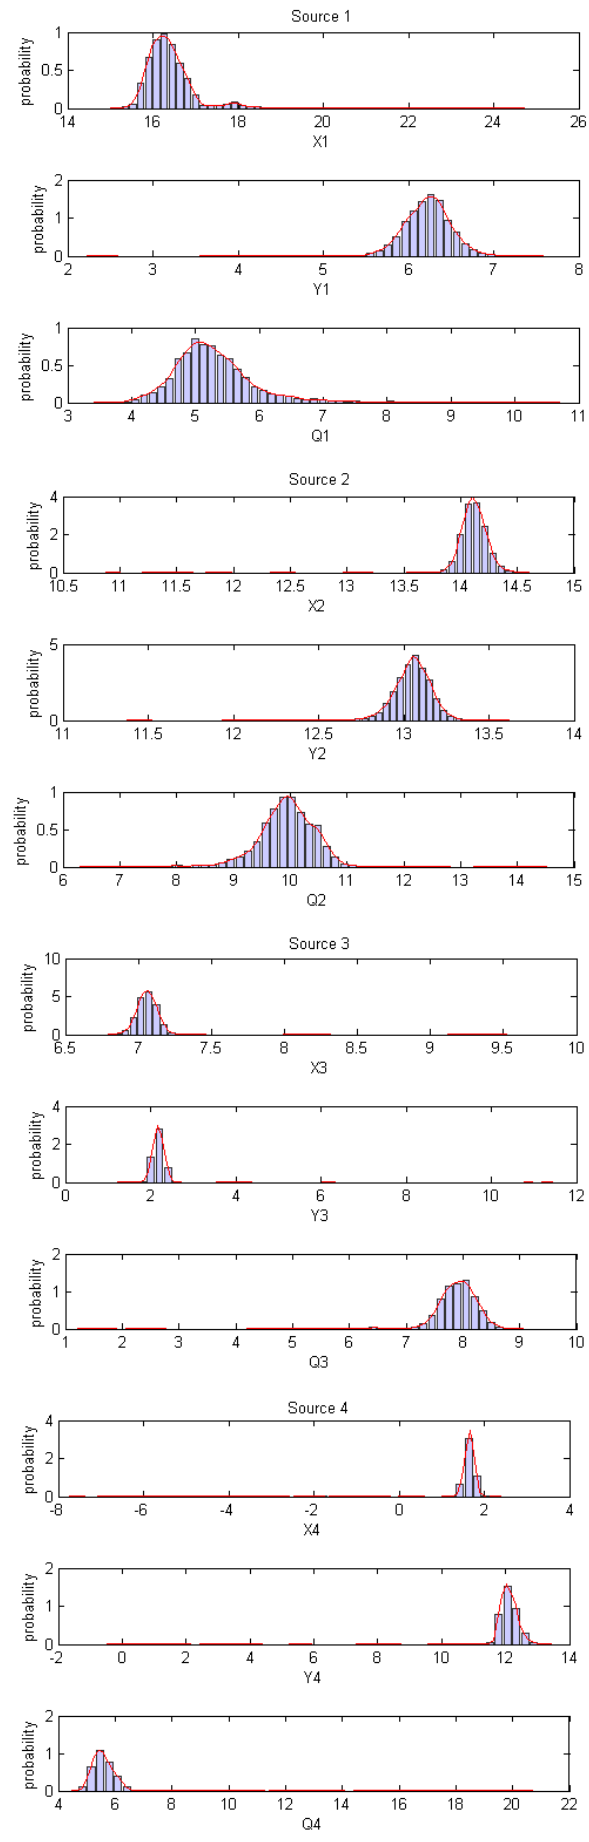 Source 1
probability
1
0.5
0
14 16 18 20 22 24 26
X1
probability
2
1
0
2 3 4 5 6 7 8
Y1
probability
1
0.5
0
3 4 5 6 7 8 9 10 11
Q1
Source 2
probability
4
2
0
10.5 11 11.5 12 12.5 13 13.5 14 14.5 15
X2
probability
5
0
11 11.5 12 12.5 13 13.5 14
Y2
probability
1
0.5
0
6 7 8 9 10 11 12 13 14 15
Q2
Source 3
probability
10
5
0
6.5 7 7.5 8 8.5 9 9.5 10
X3
probability
4
2
0
0 2 4 6 8 10 12
Y3
probability
2
1
0
1 2 3 4 5 6 7 8 9 10
Q3
Source 4
probability
4
2
0
-8 -6 -4 -2 0 2 4
X4
probability
2
1
0
-2 0 2 4 6 8 10 12 14
Y4
probability
2
1
0
4 6 8 10 12 14 16 18 20 22
Q4